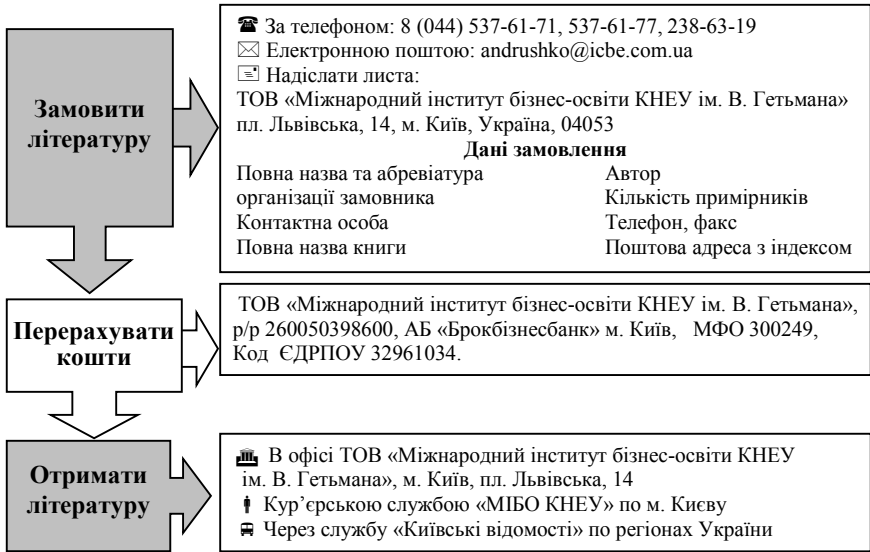 Замовити
літературу
За телефоном: 8 (044) 537-61-71, 537-61-77, 238-63-19
Електронною поштою: andrushko@icbe.com.ua
Надіслати листа:
ТОВ «Міжнародний інститут бізнес-освіти КНЕУ ім. В. Гетьмана»
пл. Львівська, 14, м. Київ, Україна, 04053
Дані замовлення
Повна назва та абревіатура
організації замовника
Контактна особа
Повна назва книги
Автор
Кількість примірників
Телефон, факс
Поштова адреса з індексом
Перерахувати
кошти
ТОВ «Міжнародний інститут бізнес-освіти КНЕУ ім. В. Гетьмана»,
р/р 260050398600, АБ «Брокбізнесбанк» м. Київ, МФО 300249,
Код ЄДРПОУ 32961034.
Отримати
літературу
В офісі ТОВ «Міжнародний інститут бізнес-освіти КНЕУ
ім. В. Гетьмана», м. Київ, пл. Львівська, 14
Кур’єрською службою «МІБО КНЕУ» по м. Києву
Через службу «Київські відомості» по регіонах України